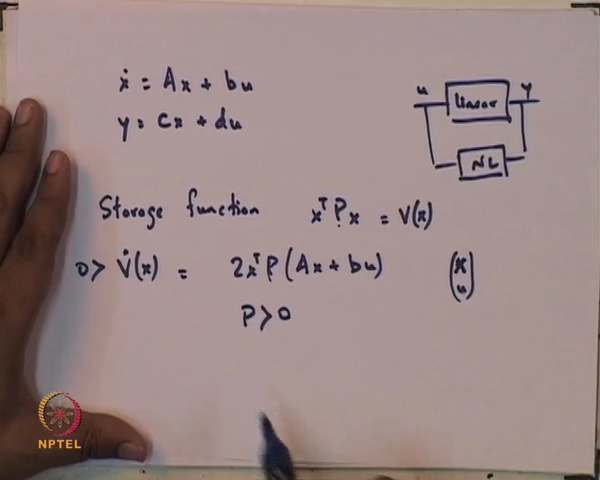 ẋ = Ax + bu
y = cx + du
u linear y
NL
Storage function xᵀPx = V(x)
0 > V̇(x) = 2xᵀP(Ax + bu) (x u)
P > 0
NPTEL